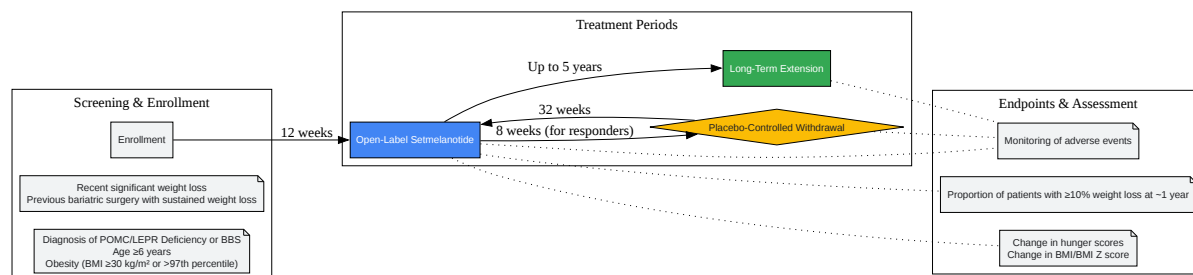 Treatment Periods
Up to 5 years
Long-Term Extension
Screening & Enrollment
Enrollment
12 weeks
Open-Label Setmelanotide
32 weeks
8 weeks (for responders)
Placebo-Controlled Withdrawal
Recent significant weight loss
Previous bariatric surgery with sustained weight loss
Diagnosis of POMC/LEPR Deficiency or BBS
Age ≥6 years
Obesity (BMI ≥30 kg/m² or >97th percentile)
Endpoints & Assessment
Monitoring of adverse events
Proportion of patients with ≥10% weight loss at ~1 year
Change in hunger scores
Change in BMI/BMI Z score